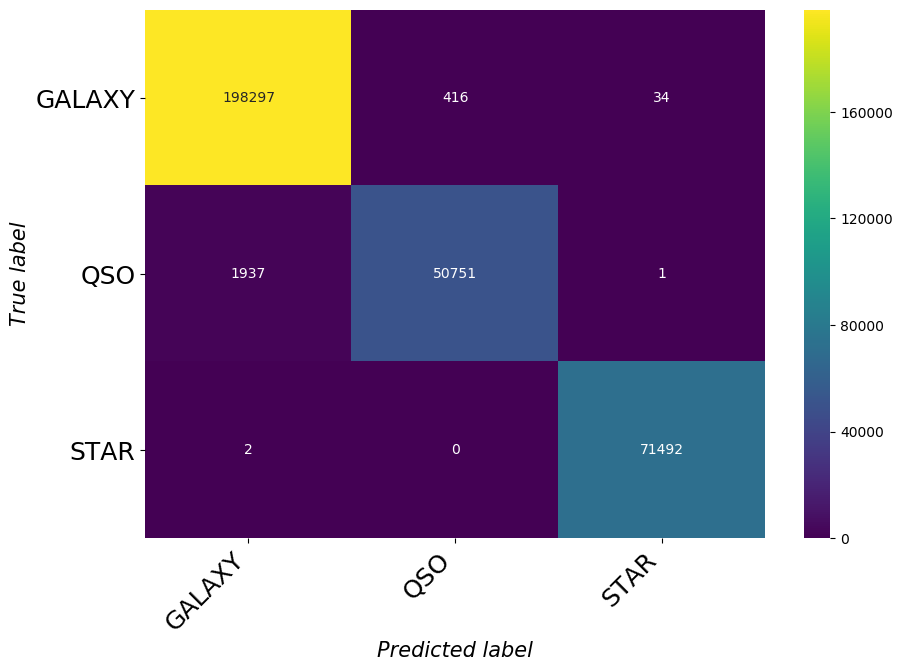 GALAXY
198297 416 34
QSO
1937 50751 1
STAR
2 0 71492
GALAXY
QSO
STAR
Predicted label
True label
160000
120000
80000
40000
0